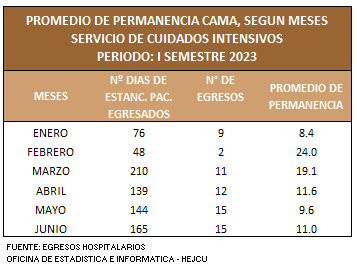 PROMEDIO DE PERMANENCIA CAMA, SEGUN MESES
SERVICIO DE CUIDADOS INTENSIVOS
PERIODO: I SEMESTRE 2023
MESES Nº DIAS DE ESTANC. PAC. EGRESADOS N° DE EGRESOS PROMEDIO DE PERMANENCIA
ENERO 76 9 8.4
FEBRERO 48 2 24.0
MARZO 210 11 19.1
ABRIL 139 12 11.6
MAYO 144 15 9.6
JUNIO 165 15 11.0
FUENTE: EGRESOS HOSPITALARIOS
OFICINA DE ESTADISTICA E INFORMATICA - HEJCU